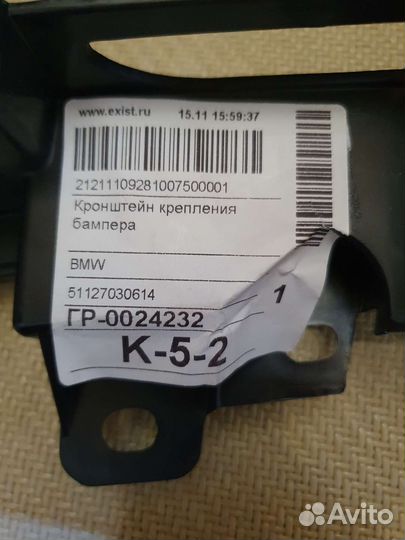 www.exist.ru 15.11 15:59:37
21211109281007500001
Кронштейн крепления
бампера
BMW
51127030614 1
ГР-0024232
K-5-2
Avito